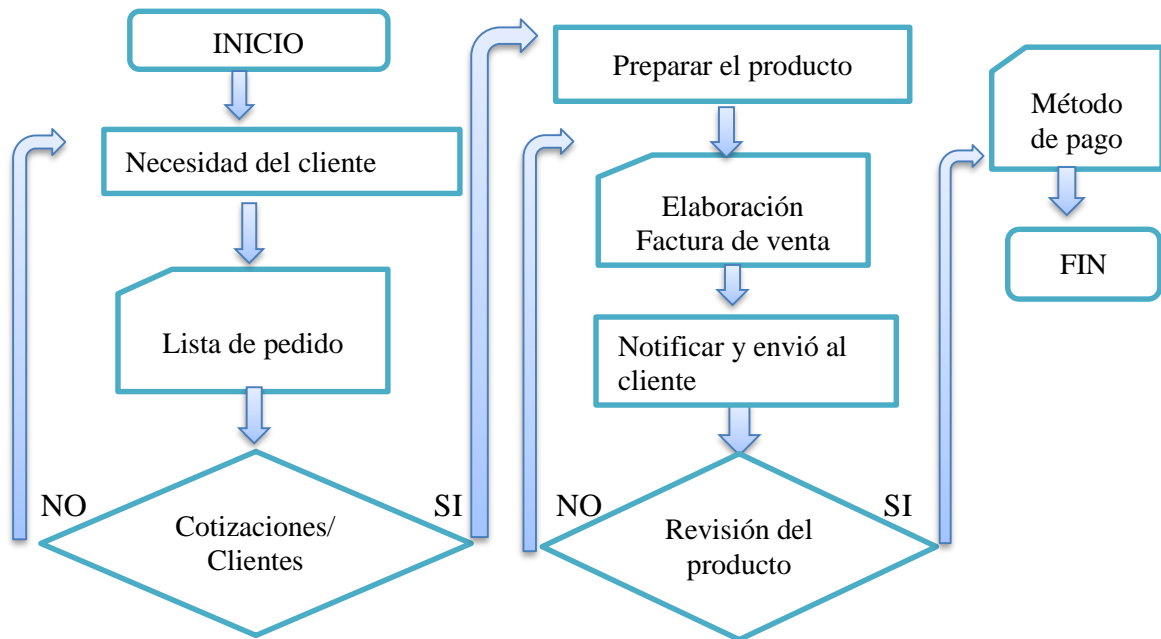 INICIO
Necesidad del cliente
Lista de pedido
NO
SI
Cotizaciones/
Clientes
Preparar el producto
Elaboración
Factura de venta
Notificar y envió al
cliente
NO
SI
Revisión del
producto
Método
de pago
FIN